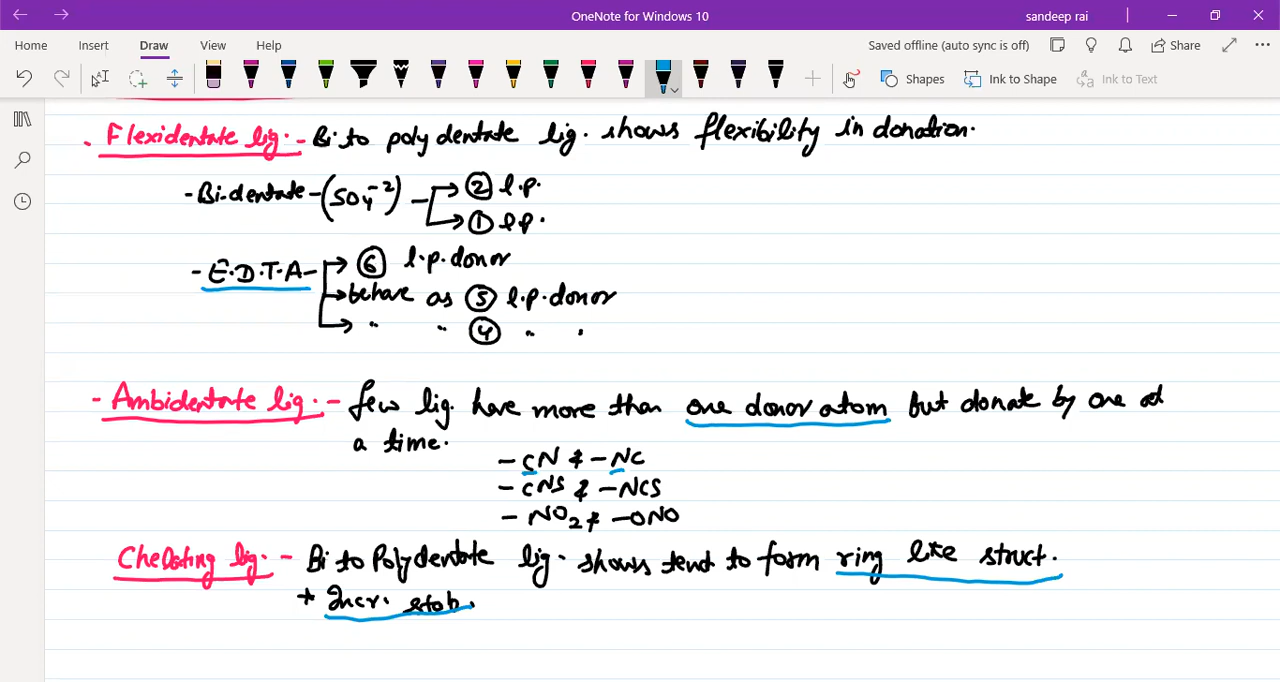 OneNote for Windows 10
sandeep rai
Home Insert Draw View Help
Saved offline (auto sync is off)
Share
Shapes
Ink to Shape
Ink to Text
- Flexidentate lig. - Bi to polydentate lig. shows flexibility in donation.
- Bi-dentate - (SO4⁻²) → ② l.p.
→ ① l.p.
- E.D.T.A - → ⑥ l.p. donor
→ behave as ⑤ l.p. donor
→ " " ④ " "
- Ambidentate lig. - few lig. have more than one donor atom but donate by one at
a time.
- CN & - NC
- CNS & - NCS
- NO2 & - ONO
Chelating lig. - Bi to Polydentate lig. shows tend to form ring like struct.
+ Incr. stab.